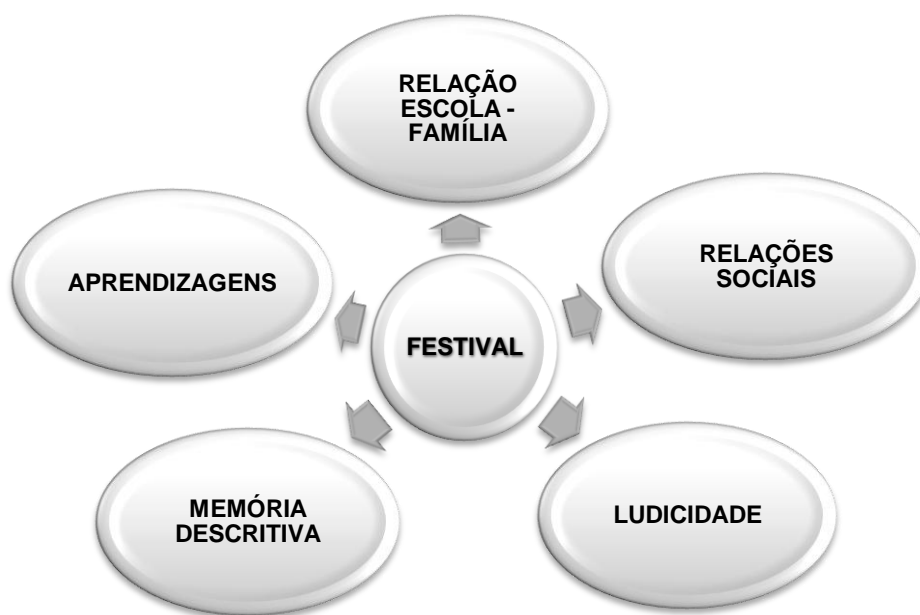 RELAÇÃO
ESCOLA -
FAMÍLIA
RELAÇÕES
SOCIAIS
APRENDIZAGENS
FESTIVAL
MEMÓRIA
DESCRITIVA
LUDICIDADE